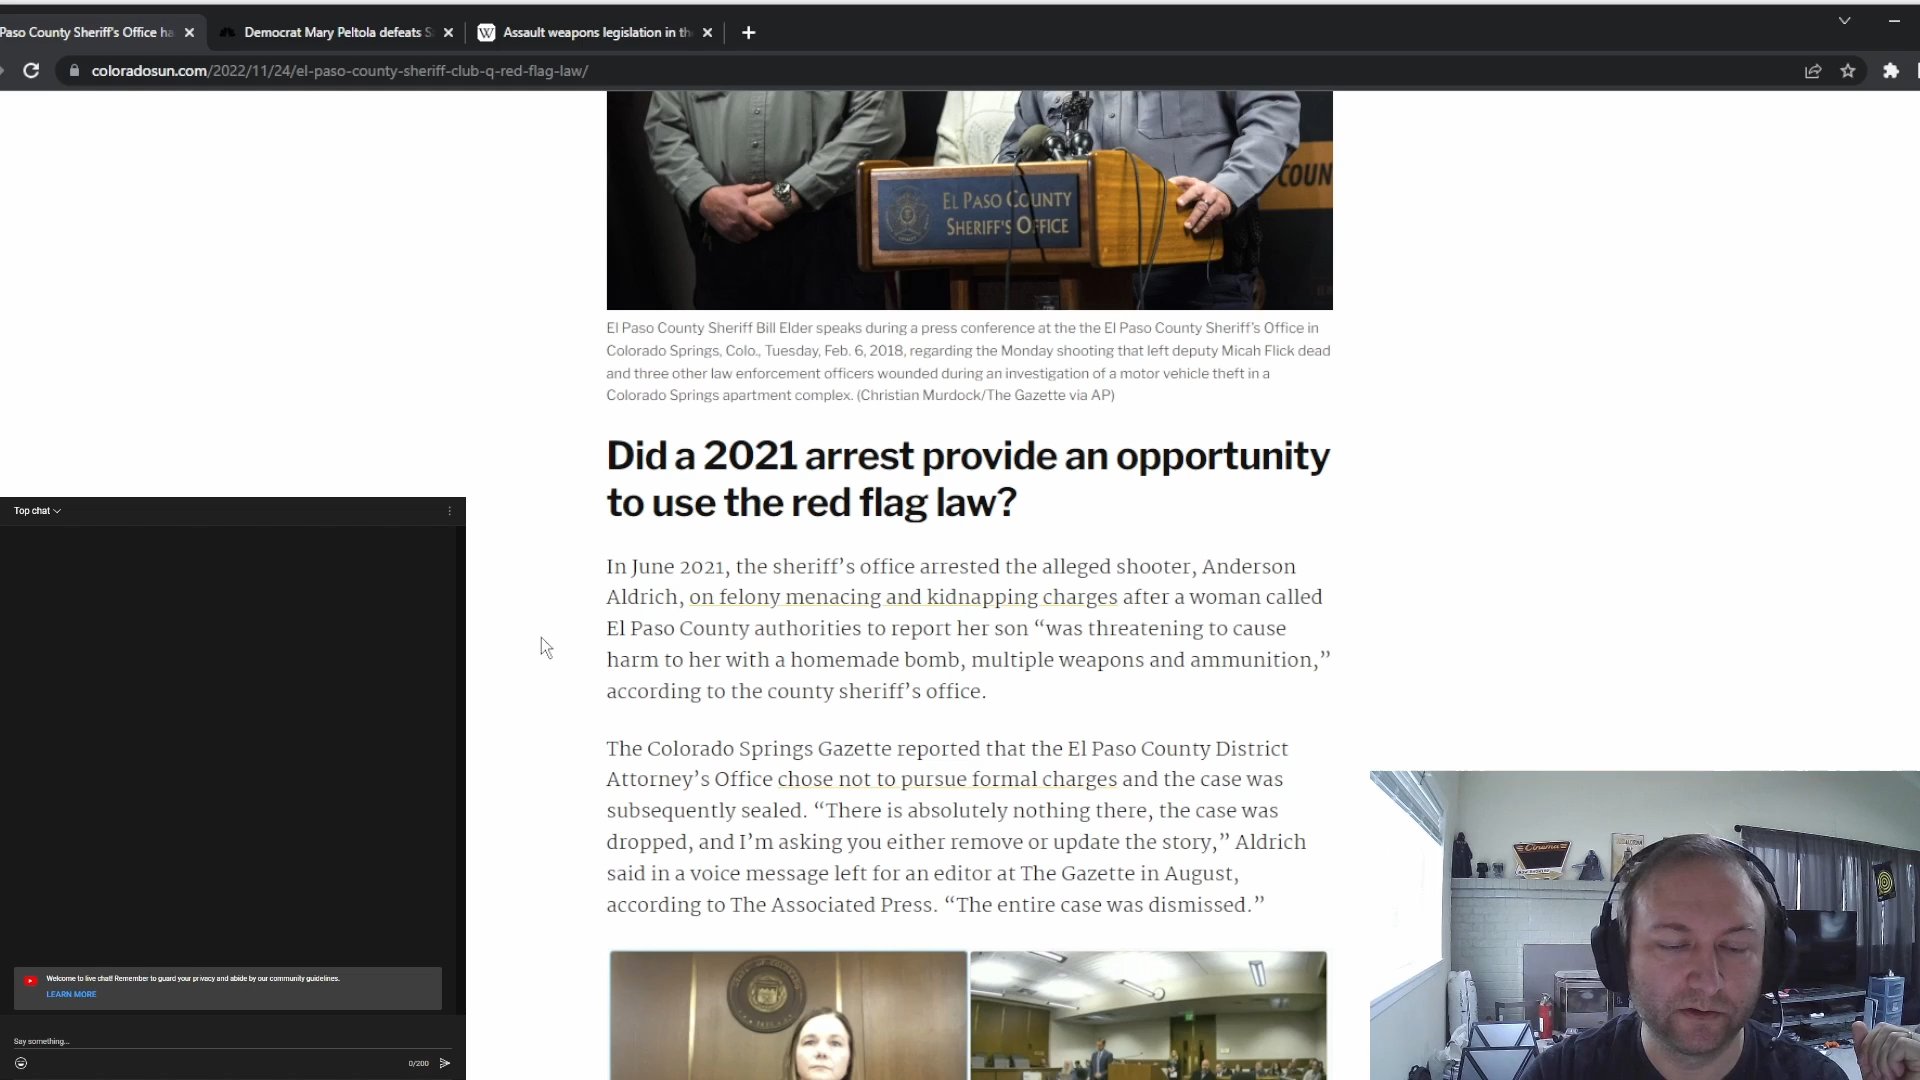 Paso County Sheriff's Office ha
Democrat Mary Peltola defeats S
Assault weapons legislation in th
coloradosun.com/2022/11/24/el-paso-county-sheriff-club-q-red-flag-law/
EL PASO COUNTY
SHERIFF'S OFFICE
COUN
El Paso County Sheriff Bill Elder speaks during a press conference at the the El Paso County Sheriff's Office in
Colorado Springs, Colo., Tuesday, Feb. 6, 2018, regarding the Monday shooting that left deputy Micah Flick dead
and three other law enforcement officers wounded during an investigation of a motor vehicle theft in a
Colorado Springs apartment complex. (Christian Murdock/The Gazette via AP)
Did a 2021 arrest provide an opportunity
to use the red flag law?
In June 2021, the sheriff's office arrested the alleged shooter, Anderson
Aldrich, on felony menacing and kidnapping charges after a woman called
El Paso County authorities to report her son “was threatening to cause
harm to her with a homemade bomb, multiple weapons and ammunition,”
according to the county sheriff's office.
The Colorado Springs Gazette reported that the El Paso County District
Attorney's Office chose not to pursue formal charges and the case was
subsequently sealed. “There is absolutely nothing there, the case was
dropped, and I'm asking you either remove or update the story,” Aldrich
said in a voice message left for an editor at The Gazette in August,
according to The Associated Press. “The entire case was dismissed.”
Top chat
Welcome to live chat! Remember to guard your privacy and abide by our community guidelines.
LEARN MORE
Say something...
0/200
Cinema